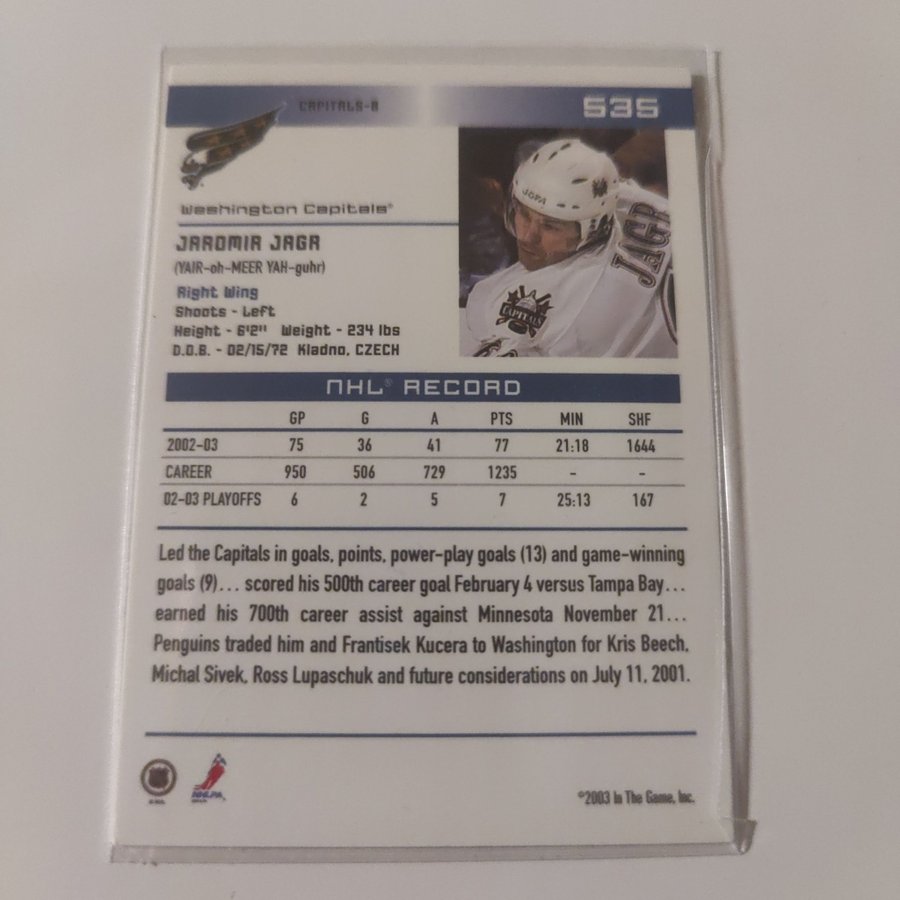 CAPITALS-8
535
Washington Capitals®
JOFA
JAGR
CAPITALS
JAROMIR JAGR
(YAIR-oh-MEER YAH-guhr)
Right Wing
Shoots - Left
Height - 6'2" Weight - 234 lbs
D.O.B. - 02/15/72 Kladno, CZECH
NHL® RECORD
GP G A PTS MIN SHF
2002-03 75 36 41 77 21:18 1644
CAREER 950 506 729 1235 - -
02-03 PLAYOFFS 6 2 5 7 25:13 167
Led the Capitals in goals, points, power-play goals (13) and game-winning
goals (9)... scored his 500th career goal February 4 versus Tampa Bay...
earned his 700th career assist against Minnesota November 21...
Penguins traded him and Frantisek Kucera to Washington for Kris Beech,
Michal Sivek, Ross Lupaschuk and future considerations on July 11, 2001.
NHLPA
©2003 In The Game, Inc.